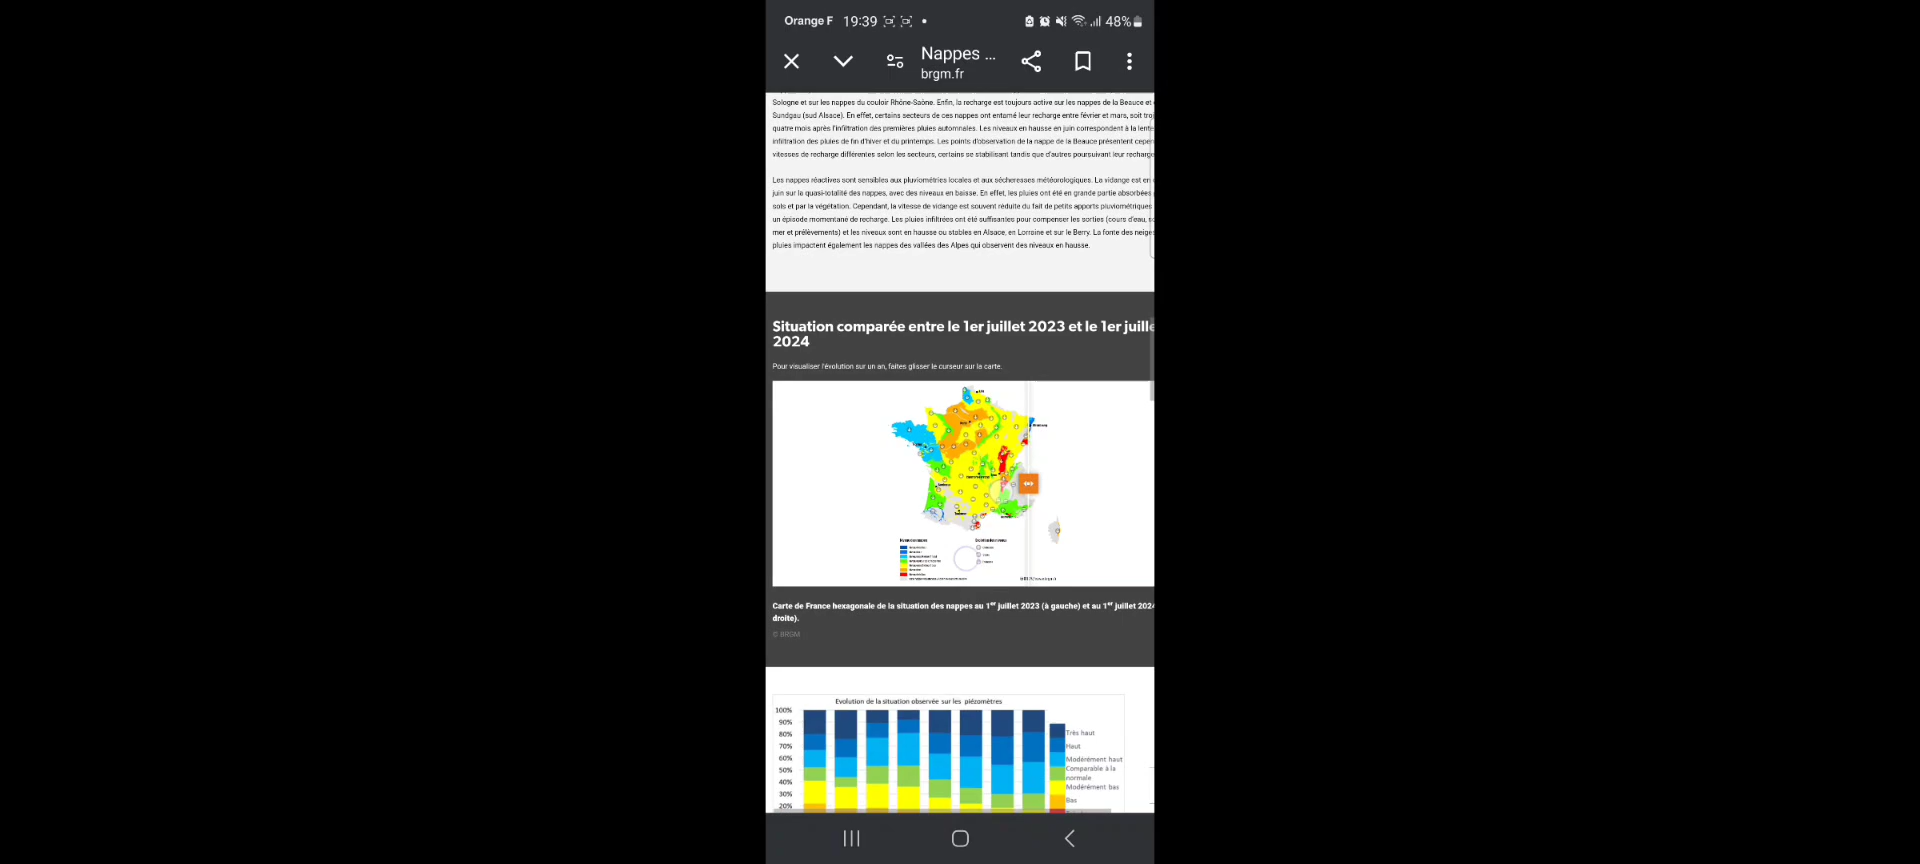 Orange F 19:39 48%
Nappes ...
brgm.fr
Sologne et sur les nappes du couloir Rhône-Saône. Enfin, la recharge est toujours active sur les nappes de la Beauce et
Sundgau (sud Alsace). En effet, certains secteurs de ces nappes ont entamé leur recharge entre février et mars, soit
quatre mois après l'infiltration des premières pluies automnales. Les niveaux en hausse en juin correspondent à la
infiltration des pluies de fin d'hiver et du printemps. Les points d'observation de la nappe de la Beauce présentent
vitesses de recharge différentes selon les secteurs, certains se stabilisant tandis que d'autres poursuivant leur recharge
Les nappes réactives sont sensibles aux pluviométries locales et aux sécheresses météorologiques. La vidange est
juin sur la quasi-totalité des nappes, avec des niveaux en baisse. En effet, les pluies ont été en grande partie absorbées
sols et par la végétation. Cependant, la vitesse de vidange est souvent réduite du fait de petits apports pluviométriques
un épisode momentané de recharge. Les pluies infiltrées ont été suffisantes pour compenser les sorties (cours d'eau,
mer et prélèvements) et les niveaux sont en hausse ou stables en Alsace, en Lorraine et sur le Berry. La fonte des
pluies impactent également les nappes des vallées des Alpes qui observent des niveaux en hausse.
Situation comparée entre le 1er juillet 2023 et le 1er juille
2024
Pour visualiser l'évolution sur un an, faites glisser le curseur sur la carte.
Carte de France hexagonale de la situation des nappes au 1er juillet 2023 (à gauche) et au 1er juillet 2024
droite).
© BRGM
Evolution de la situation observée sur les piézomètres
100%
90%
80%
70%
60%
50%
40%
30%
20%
Très haut
Haut
Modérément haut
Comparable à la
normale
Modérément bas
Bas